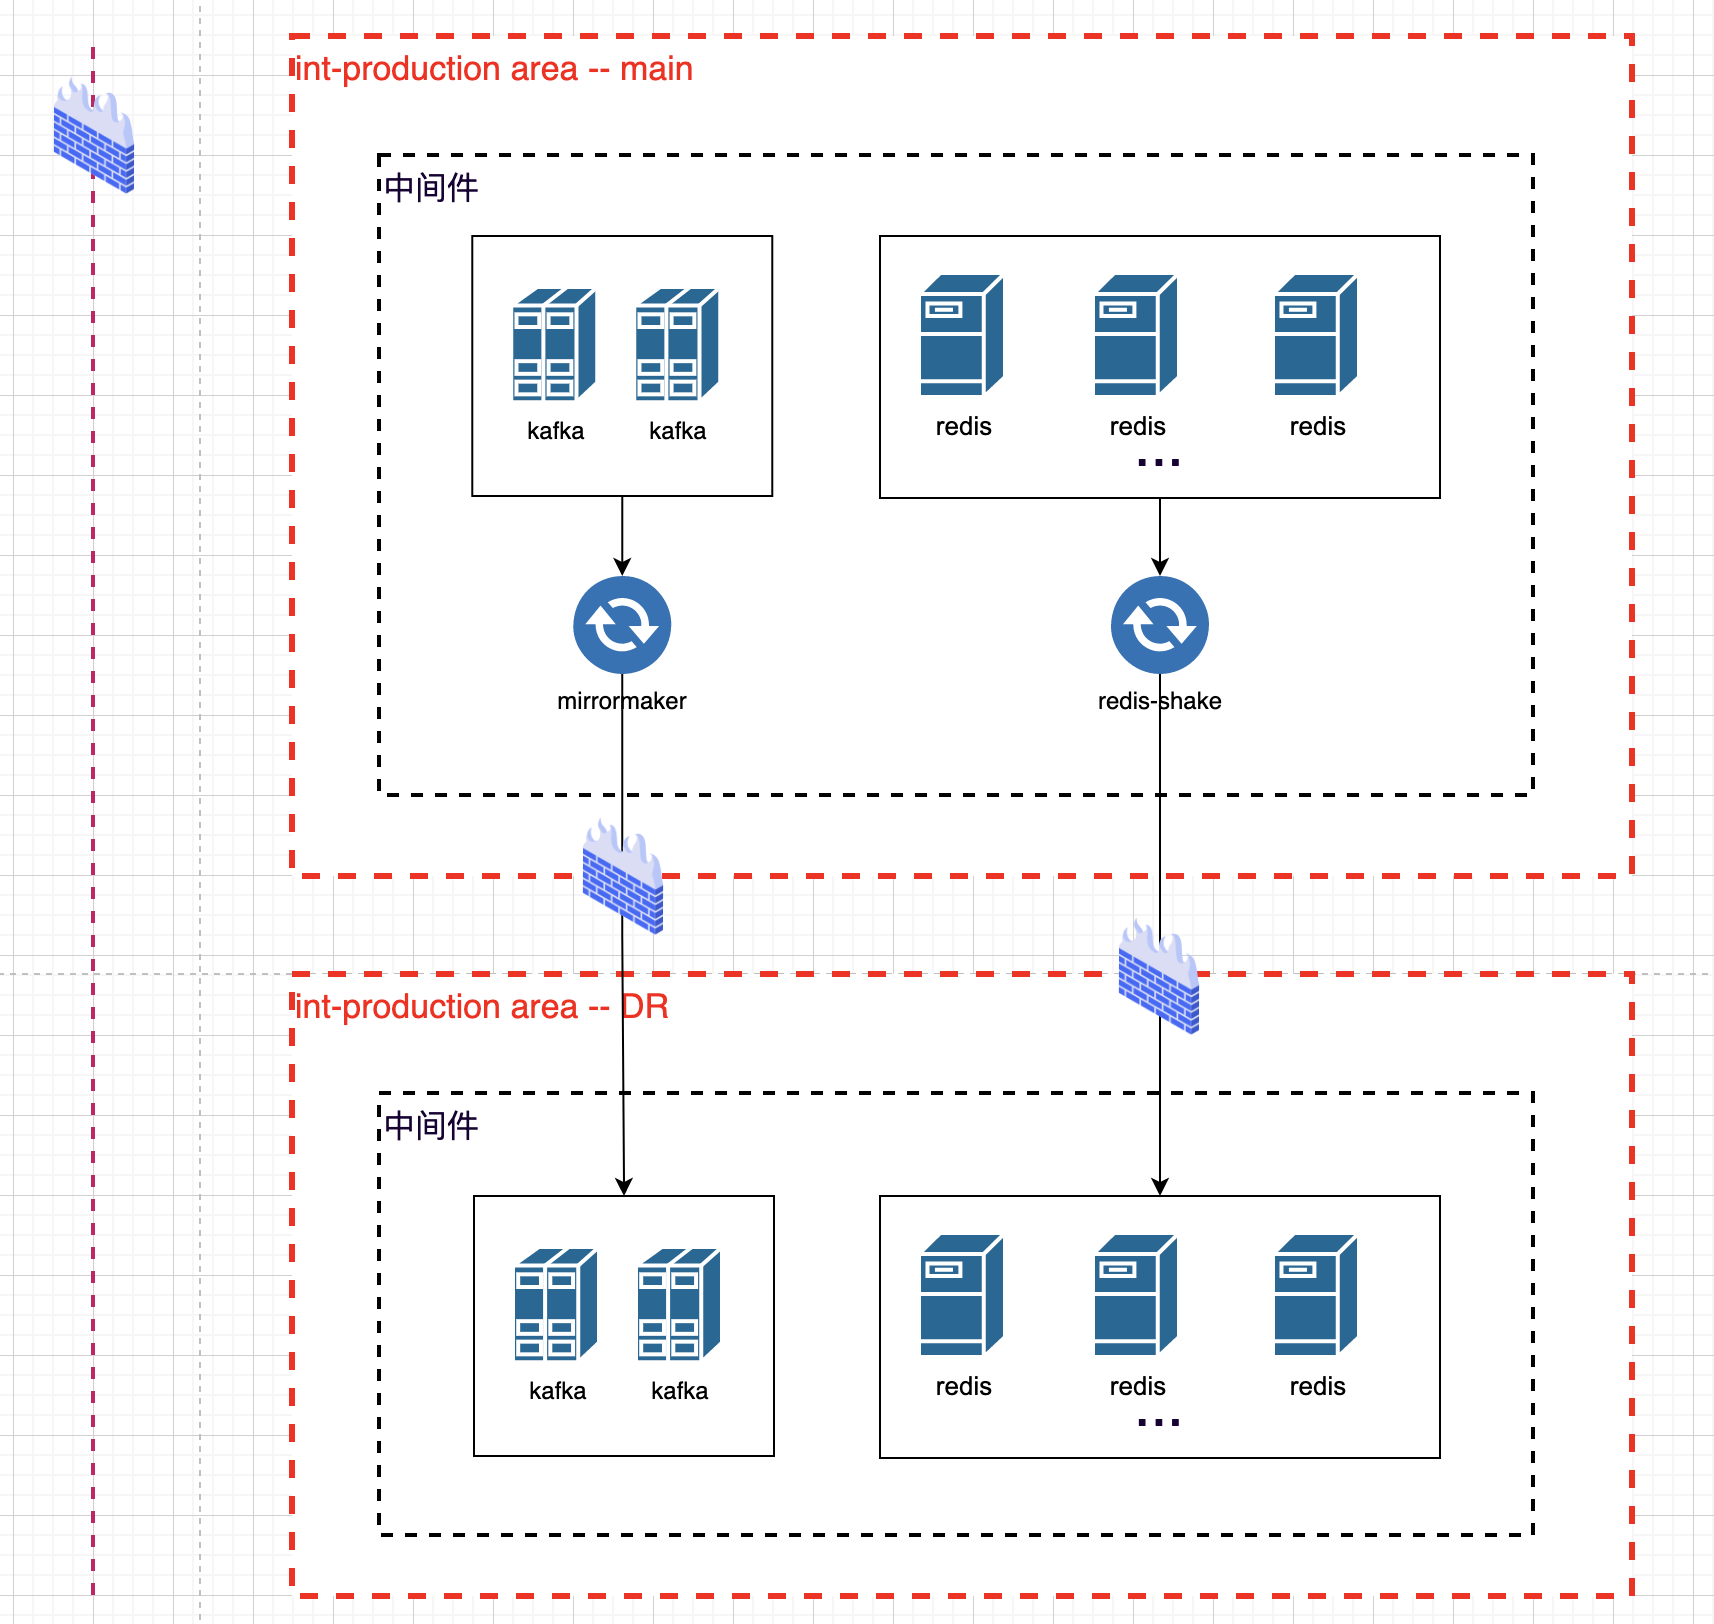 int-production area -- main
中间件
kafka
kafka
redis
redis
redis
...
mirrormaker
redis-shake
int-production area -- DR
中间件
kafka
kafka
redis
redis
redis
...